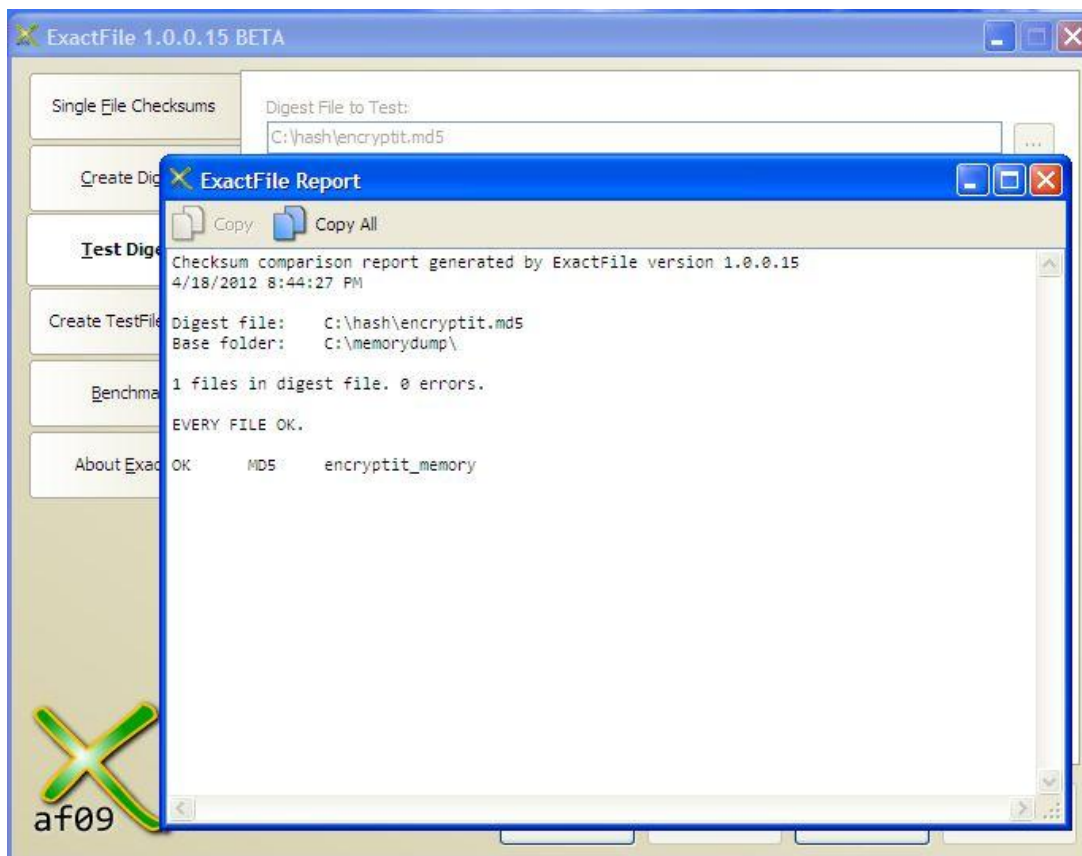 ExactFile 1.0.0.15 BETA
Single File Checksums
Digest File to Test:
C:\hash\encryptit.md5
...
Create Dig
Test Dige
Create TestFile
Benchma
About Exac
ExactFile Report
Copy
Copy All
Checksum comparison report generated by ExactFile version 1.0.0.15
4/18/2012 8:44:27 PM
Digest file: C:\hash\encryptit.md5
Base folder: C:\memorydump\
1 files in digest file. 0 errors.
EVERY FILE OK.
OK MD5 encryptit_memory
af09